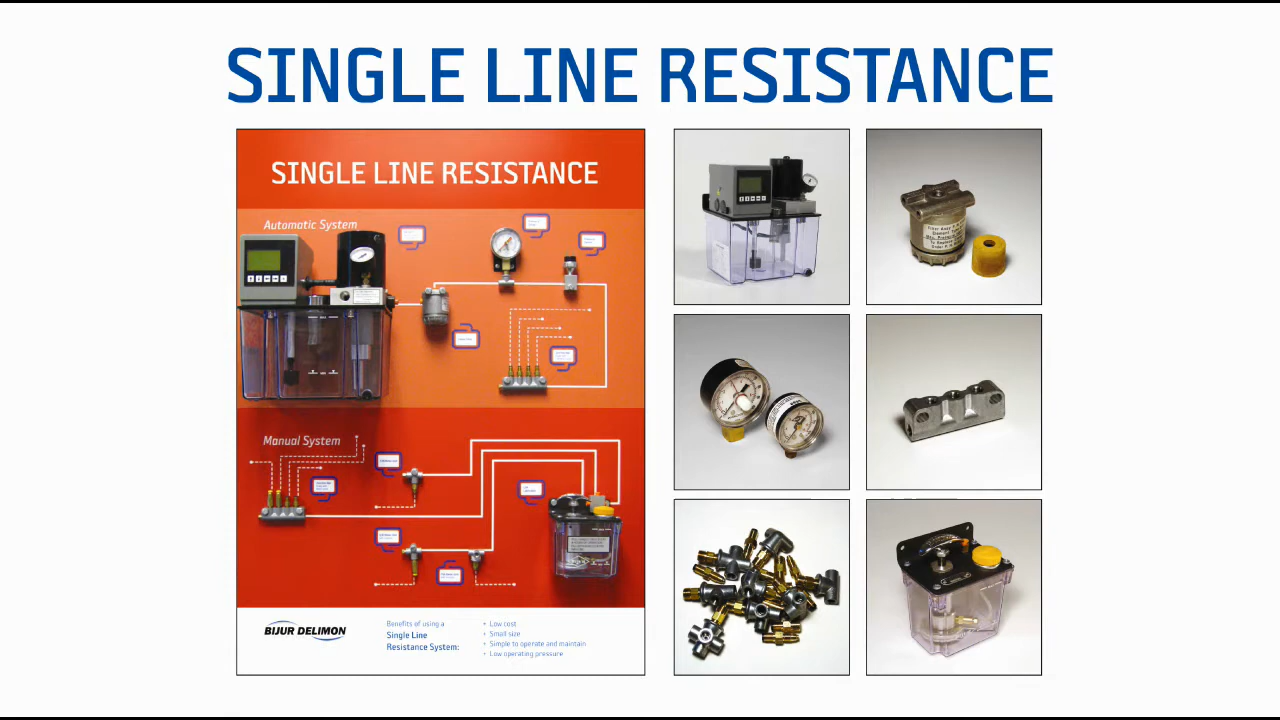 SINGLE LINE RESISTANCE
SINGLE LINE RESISTANCE
Automatic System
Manual System
BIJUR DELIMON
Benefits of using a
Single Line
Resistance System:
• Low cost
• Small size
• Simple to operate and maintain
• Low operating pressure